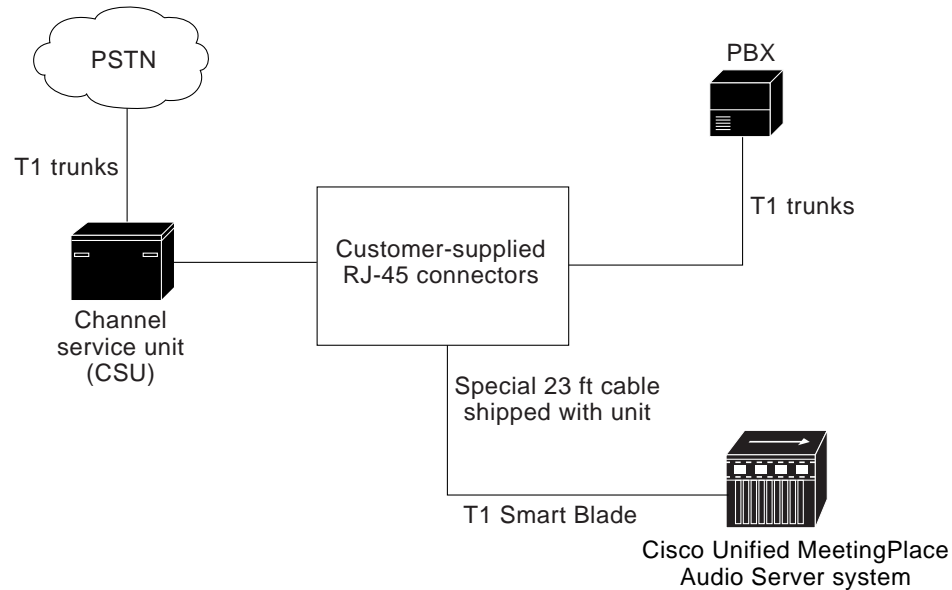 PSTN
PBX
T1 trunks
T1 trunks
Customer-supplied
RJ-45 connectors
Channel
service unit
(CSU)
Special 23 ft cable
shipped with unit
T1 Smart Blade
Cisco Unified MeetingPlace
Audio Server system